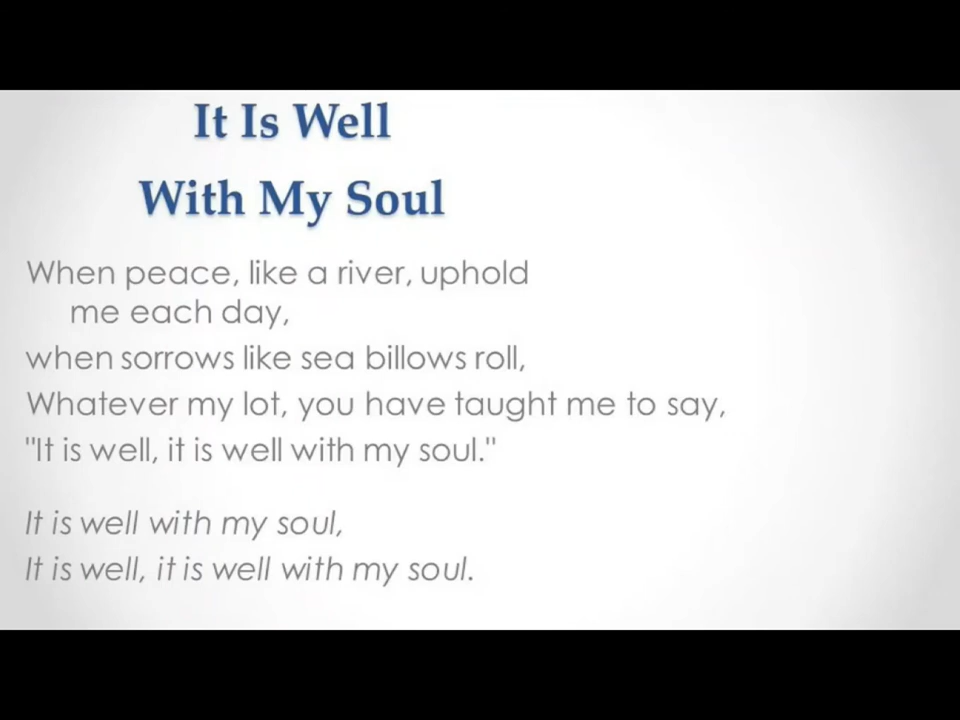 It Is Well
With My Soul
When peace, like a river, uphold
me each day,
when sorrows like sea billows roll,
Whatever my lot, you have taught me to say,
"It is well, it is well with my soul."
It is well with my soul,
It is well, it is well with my soul.